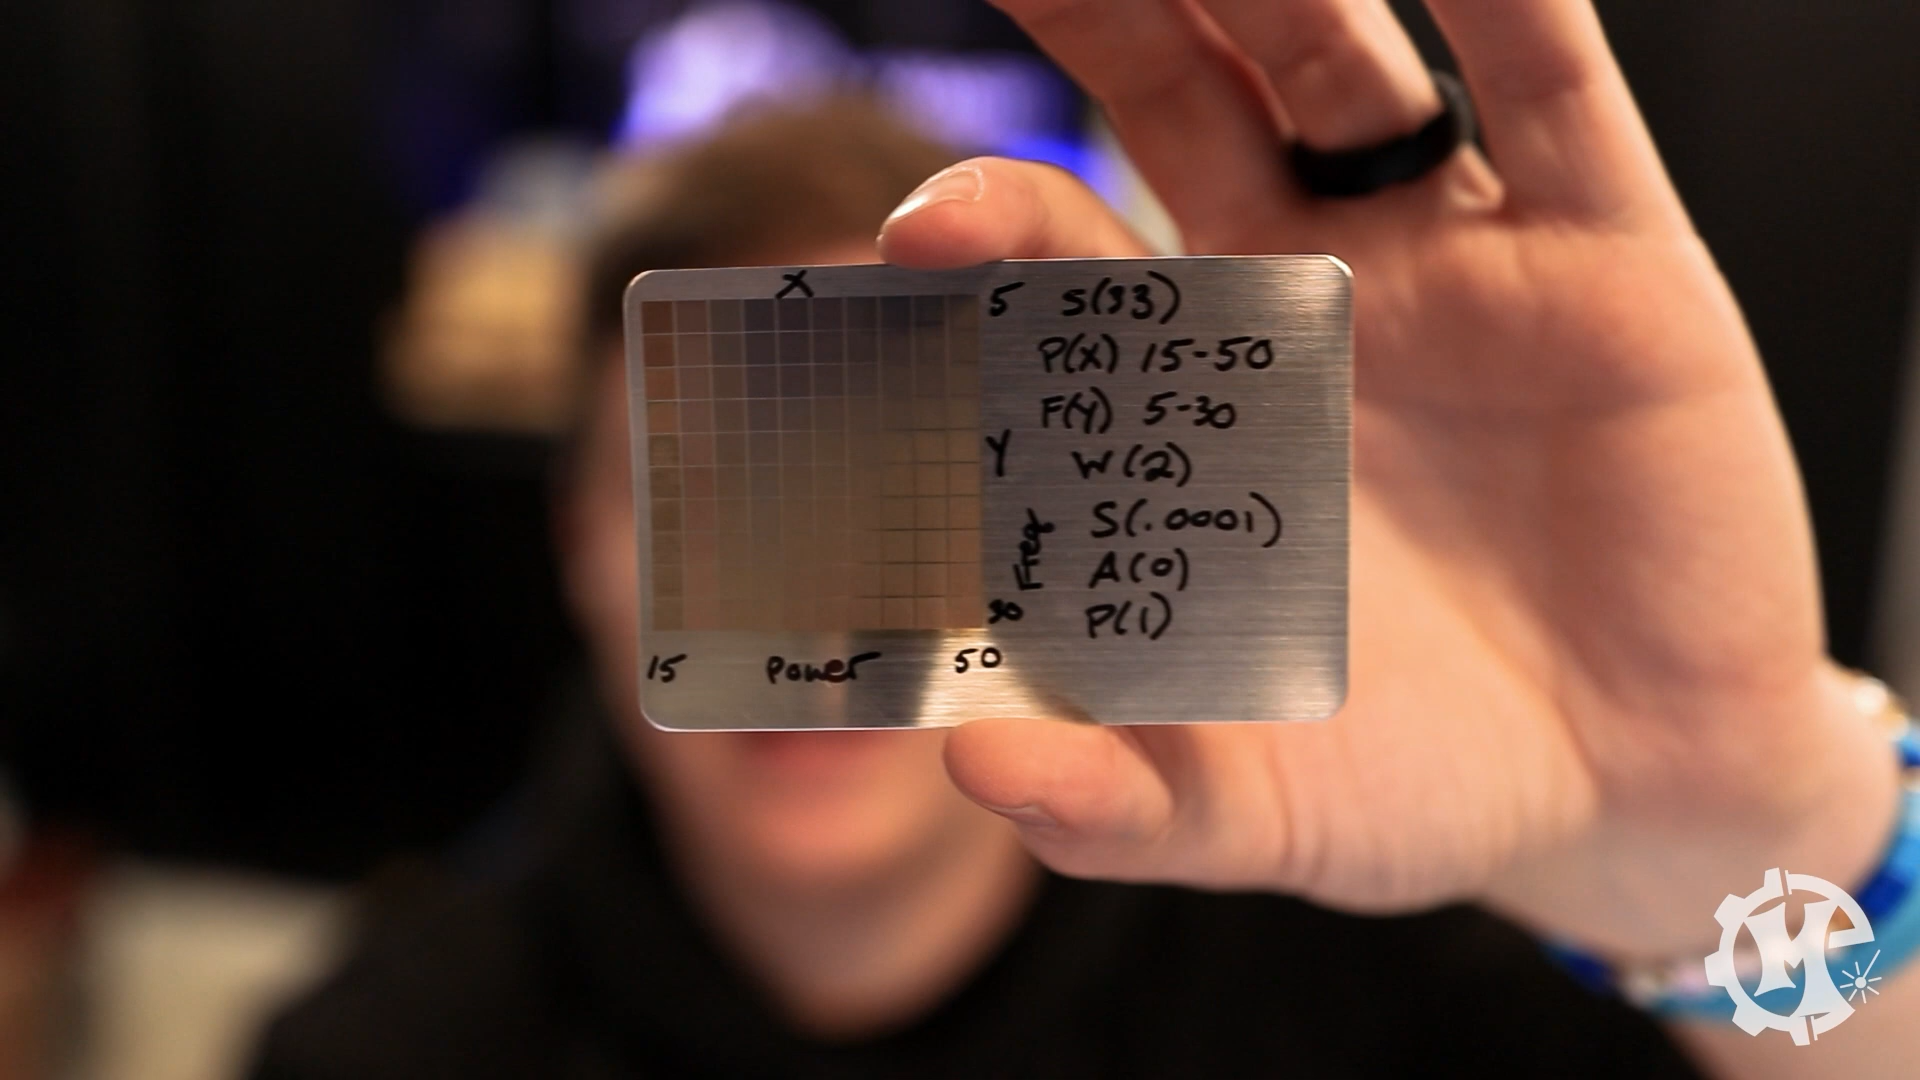 X
5 S(33)
P(X) 15-50
F(Y) 5-30
Y W(2)
S(.0001)
Freq A(0)
30 P(1)
15 Power 50
M